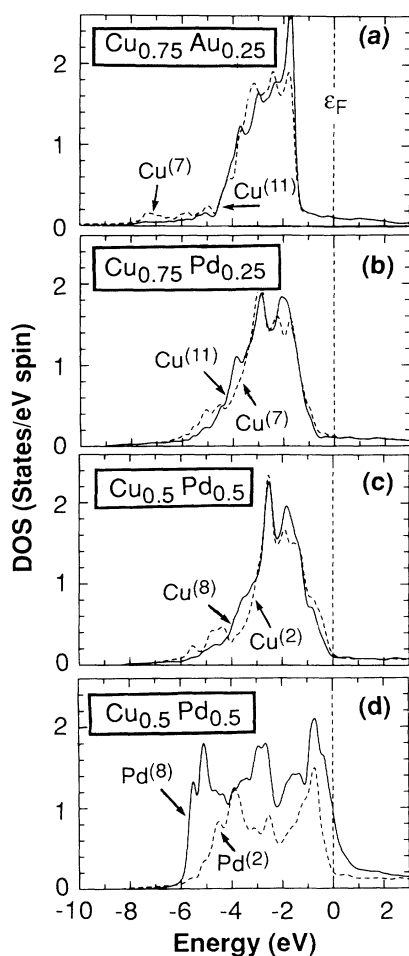 Cu₀.₇₅ Au₀.₂₅ (a)
2
εF
1
Cu⁽⁷⁾
Cu⁽¹¹⁾
0
Cu₀.₇₅ Pd₀.₂₅ (b)
2
Cu⁽¹¹⁾
1
Cu⁽⁷⁾
0
Cu₀.₅ Pd₀.₅ (c)
2
1
Cu⁽⁸⁾
Cu⁽²⁾
0
Cu₀.₅ Pd₀.₅ (d)
2
Pd⁽⁸⁾
1
Pd⁽²⁾
0
-10 -8 -6 -4 -2 0 2
Energy (eV)
DOS (States/eV spin)